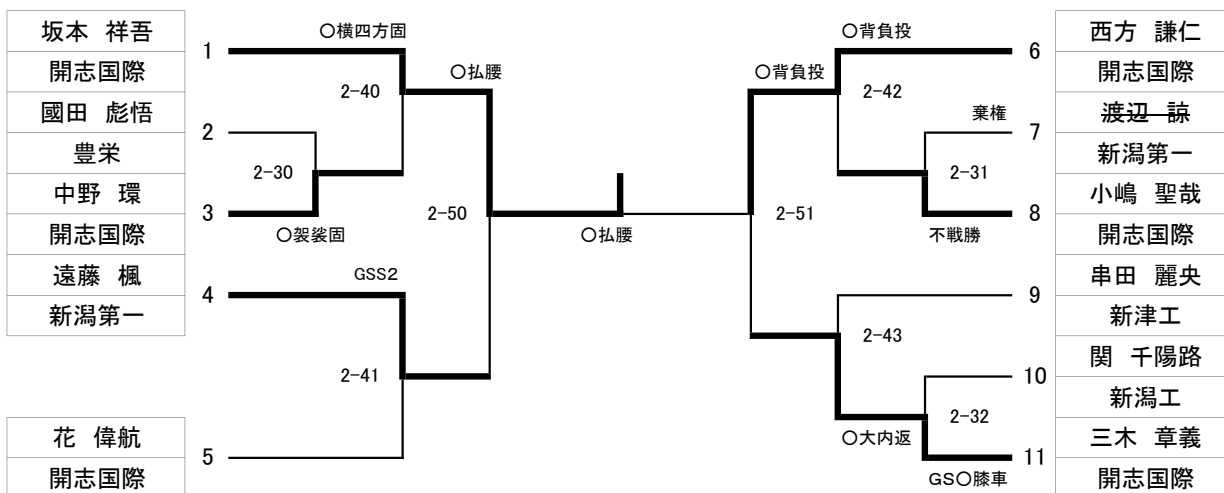 坂本 祥吾
開志国際
1
國田 彪悟
豊栄
2
中野 環
開志国際
3
遠藤 楓
新潟第一
4
花 偉航
開志国際
5
○横四方固
2-40
2-30
○袈裟固
○払腰
2-50
GSS2
2-41
○払腰
○背負投
○背負投
2-42
棄権
2-31
不戦勝
2-51
2-43
2-32
○大内返
GS○膝車
6
西方 謙仁
開志国際
7
渡辺 諒
新潟第一
8
小嶋 聖哉
開志国際
9
串田 麗央
新津工
10
関 千陽路
新潟工
11
三木 章義
開志国際